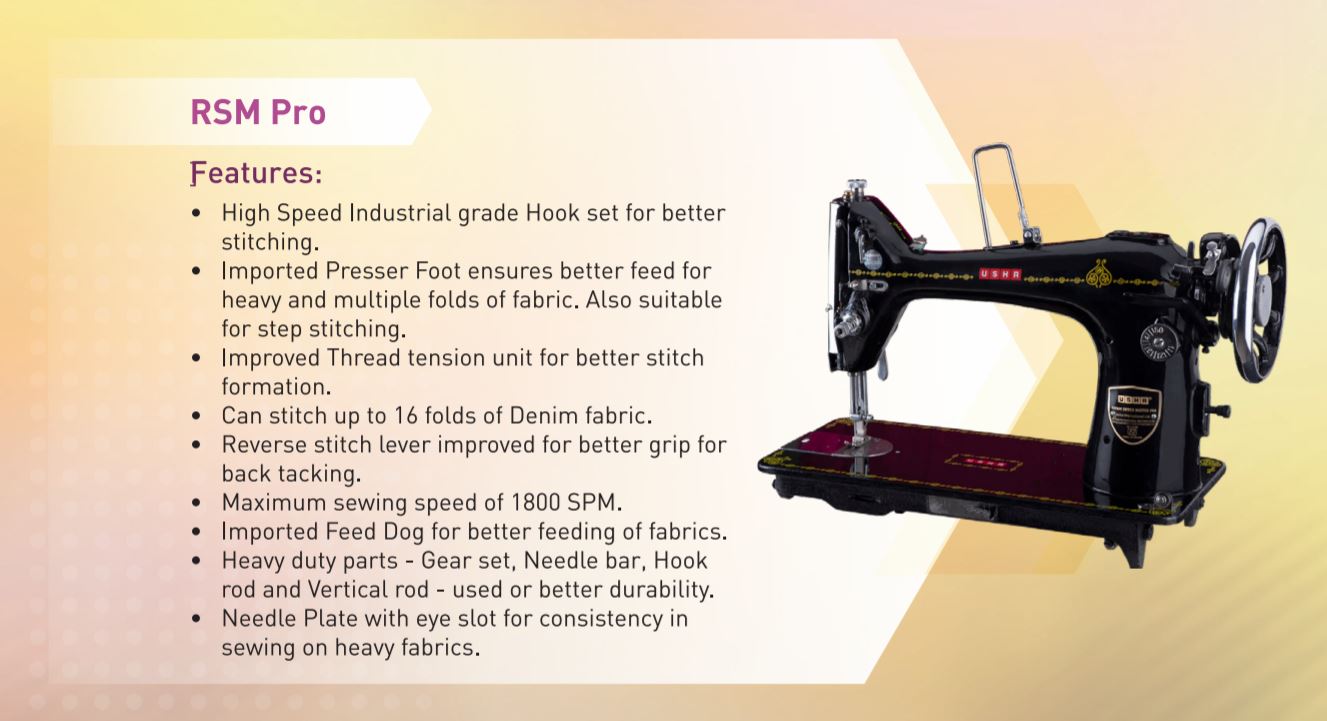 RSM Pro
Features:
• High Speed Industrial grade Hook set for better
stitching.
• Imported Presser Foot ensures better feed for
heavy and multiple folds of fabric. Also suitable
for step stitching.
• Improved Thread tension unit for better stitch
formation.
• Can stitch up to 16 folds of Denim fabric.
• Reverse stitch lever improved for better grip for
back tacking.
• Maximum sewing speed of 1800 SPM.
• Imported Feed Dog for better feeding of fabrics.
• Heavy duty parts - Gear set, Needle bar, Hook
rod and Vertical rod - used or better durability.
• Needle Plate with eye slot for consistency in
sewing on heavy fabrics.
USHA
USHA
USHA